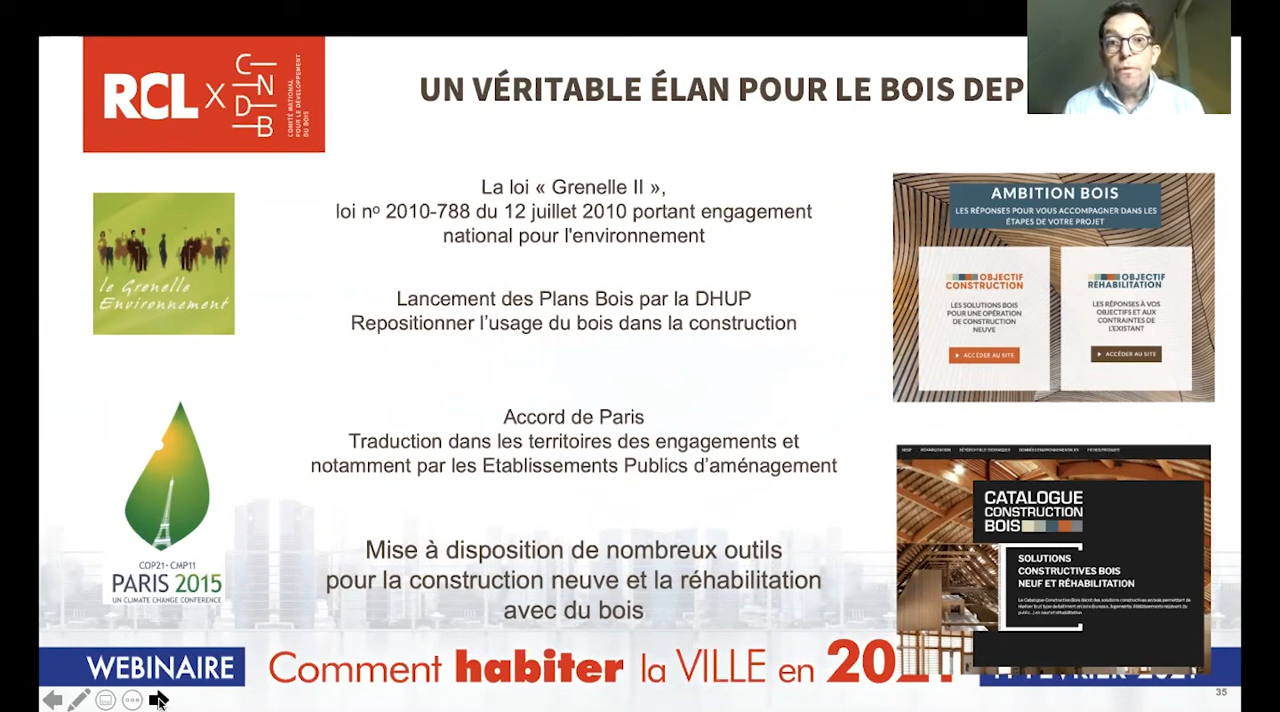 RCL X CNDB
COMITÉ NATIONAL
POUR LE DÉVELOPPEMENT
DU BOIS
UN VÉRITABLE ÉLAN POUR LE BOIS DEP
le Grenelle
Environnement
La loi « Grenelle II »,
loi nº 2010-788 du 12 juillet 2010 portant engagement
national pour l'environnement
Lancement des Plans Bois par la DHUP
Repositionner l’usage du bois dans la construction
AMBITION BOIS
LES RÉPONSES POUR VOUS ACCOMPAGNER DANS LES
ÉTAPES DE VOTRE PROJET
OBJECTIF
CONSTRUCTION
LES SOLUTIONS BOIS
POUR UNE OPÉRATION
DE CONSTRUCTION
NEUVE
ACCÉDER AU SITE
OBJECTIF
RÉHABILITATION
LES RÉPONSES À VOS
OBJECTIFS ET AUX
CONTRAINTES DE
L'EXISTANT
ACCÉDER AU SITE
COP21·CMP11
PARIS 2015
UN CLIMATE CHANGE CONFERENCE
Accord de Paris
Traduction dans les territoires des engagements et
notamment par les Etablissements Publics d’aménagement
Mise à disposition de nombreux outils
pour la construction neuve et la réhabilitation
avec du bois
CATALOGUE
CONSTRUCTION
BOIS
SOLUTIONS
CONSTRUCTIVES BOIS
NEUF ET RÉHABILITATION
WEBINAIRE
Comment habiter la VILLE en 20
35